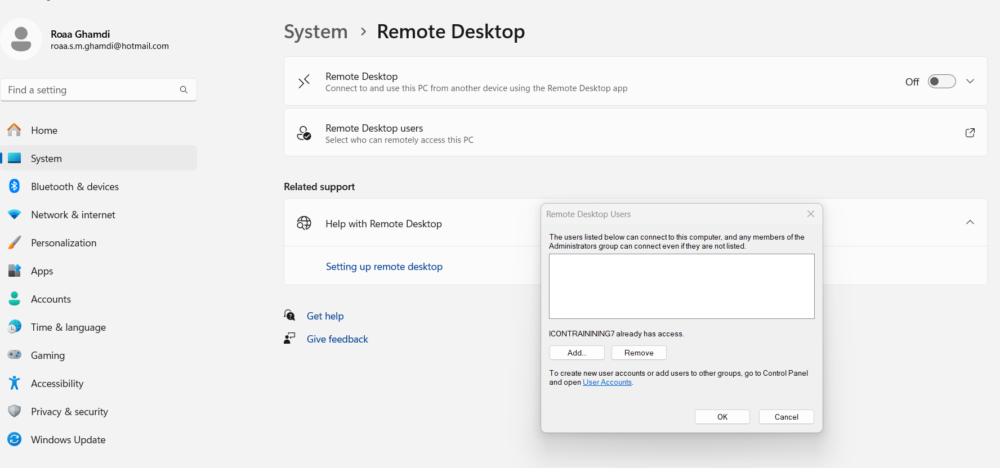 Roaa Ghamdi
roaa.s.m.ghamdi@hotmail.com
Find a setting
Home
System
Bluetooth & devices
Network & internet
Personalization
Apps
Accounts
Time & language
Gaming
Accessibility
Privacy & security
Windows Update
System > Remote Desktop
Remote Desktop
Connect to and use this PC from another device using the Remote Desktop app
Off
Remote Desktop users
Select who can remotely access this PC
Related support
Help with Remote Desktop
Setting up remote desktop
Get help
Give feedback
Remote Desktop Users
The users listed below can connect to this computer, and any members of the
Administrators group can connect even if they are not listed.
ICONTRAINING7 already has access.
Add...
Remove
To create new user accounts or add users to other groups, go to Control Panel
and open User Accounts.
OK
Cancel